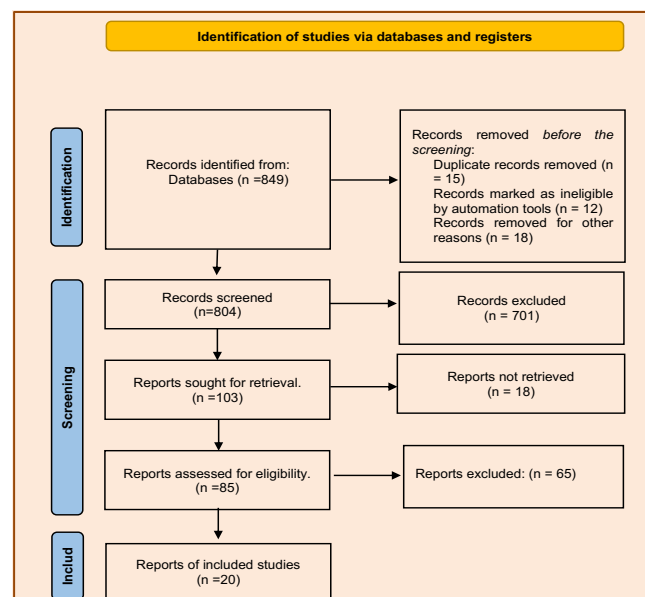 Identification of studies via databases and registers
Identification
Records identified from:
Databases (n =849)
Records removed before the
screening:
Duplicate records removed (n
= 15)
Records marked as ineligible
by automation tools (n = 12)
Records removed for other
reasons (n = 18)
Screening
Records screened
(n=804)
Records excluded
(n = 701)
Reports sought for retrieval.
(n =103)
Reports not retrieved
(n = 18)
Reports assessed for eligibility.
(n =85)
Reports excluded: (n = 65)
Includ
Reports of included studies
(n =20)